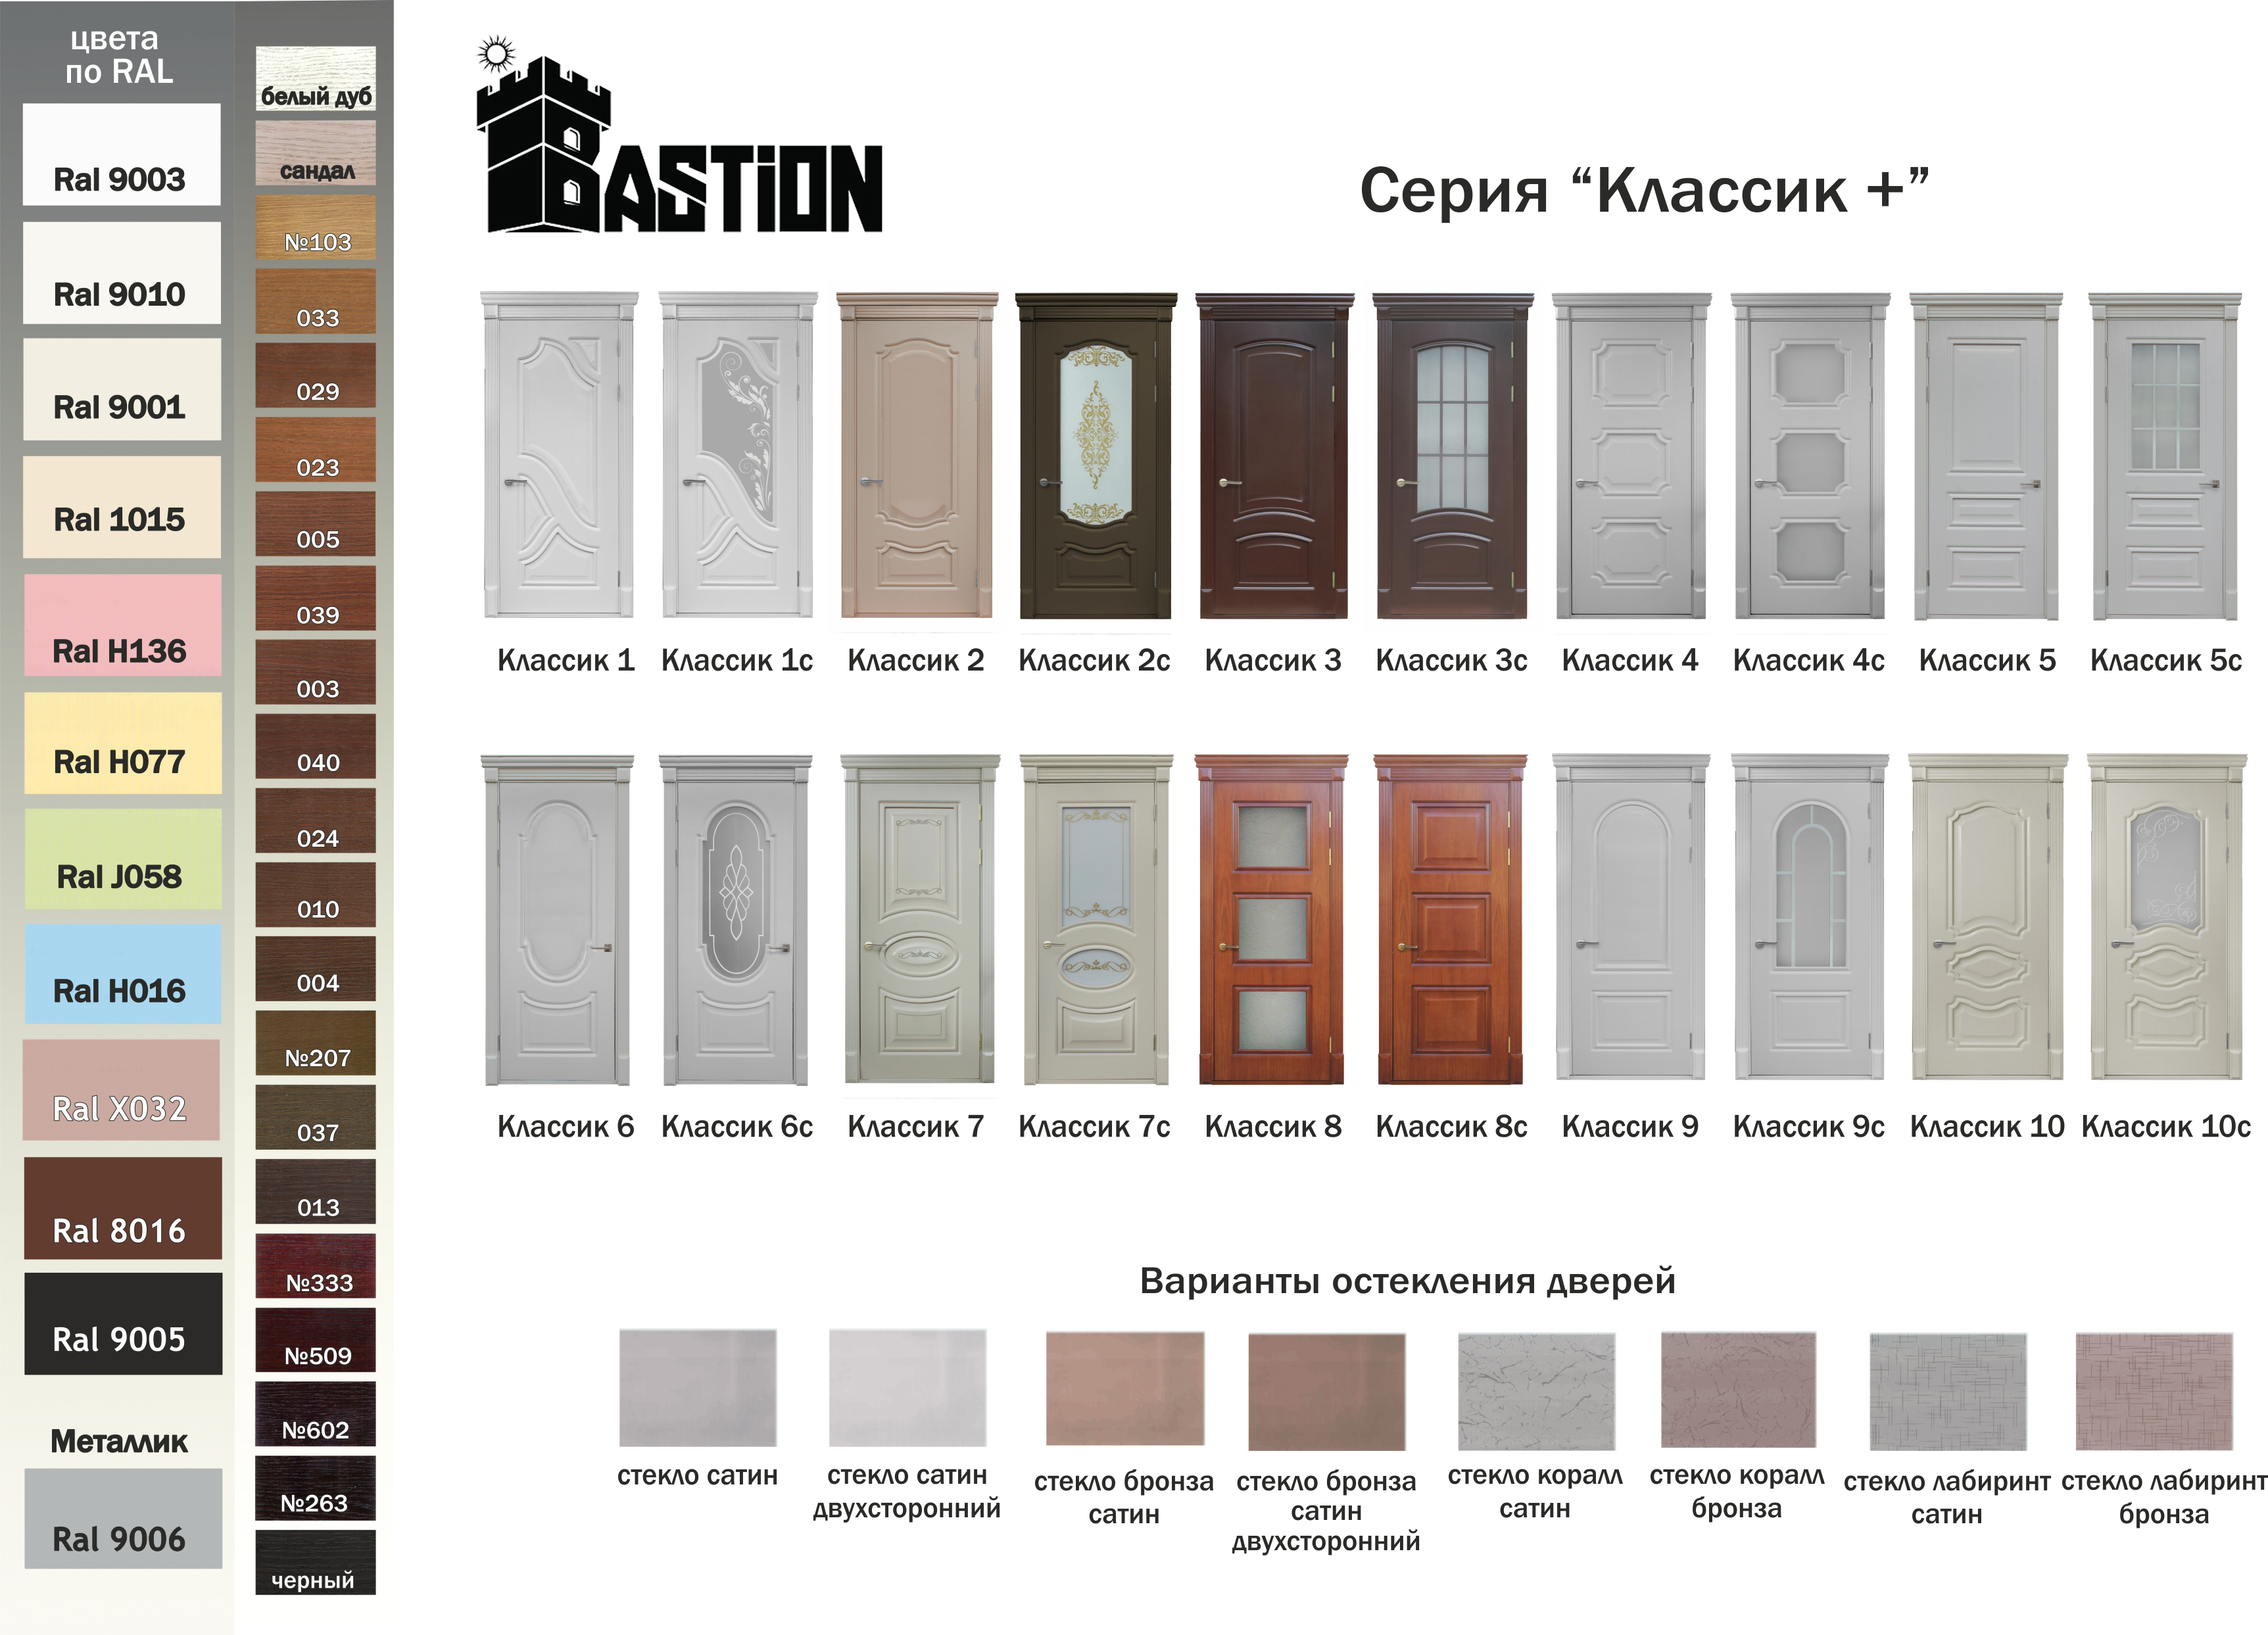 цвета
по RAL
Ral 9003
Ral 9010
Ral 9001
Ral 1015
Ral H136
Ral H077
Ral J058
Ral H016
Ral X032
Ral 8016
Ral 9005
Металлик
Ral 9006
белый дуб
сандал
№103
033
029
023
005
039
003
040
024
010
004
№207
037
013
№333
№509
№602
№263
черный
BASTION
Серия “Классик +”
Классик 1 Классик 1с Классик 2 Классик 2с Классик 3 Классик 3с Классик 4 Классик 4с Классик 5 Классик 5с
Классик 6 Классик 6с Классик 7 Классик 7с Классик 8 Классик 8с Классик 9 Классик 9с Классик 10 Классик 10с
Варианты остекления дверей
стекло сатин
стекло сатин
двухсторонний
стекло бронза
сатин
стекло бронза
сатин
двухсторонний
стекло коралл
сатин
стекло коралл
бронза
стекло лабиринт
сатин
стекло лабиринт
бронза